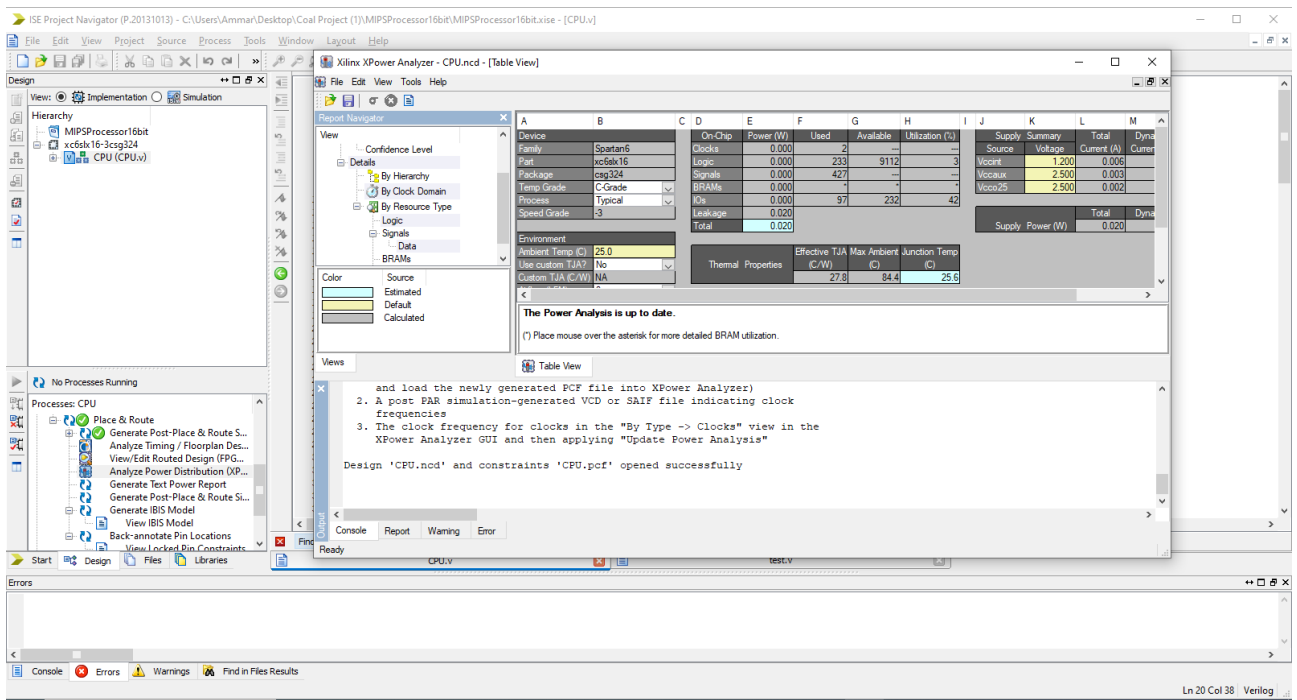 ISE Project Navigator (P.20131013) - C:\Users\Ammar\Desktop\Coal Project (1)\MIPSProcessor16bit\MIPSProcessor16bit.xise - [CPU.v]
File Edit View Project Source Process Tools Window Layout Help
Design
View: Implementation Simulation
Hierarchy
MIPSProcessor16bit
xc6slx16-3csg324
CPU (CPU.v)
No Processes Running
Processes: CPU
Place & Route
Generate Post-Place & Route S...
Analyze Timing / Floorplan Des...
View/Edit Routed Design (FPG...
Analyze Power Distribution (XP...
Generate Text Power Report
Generate Post-Place & Route Si...
Generate IBIS Model
View IBIS Model
Back-annotate Pin Locations
View Locked Pin Constraints
Start Design Files Libraries
Xilinx XPower Analyzer - CPU.ncd - [Table View]
File Edit View Tools Help
Report Navigator
View
Confidence Level
Details
By Hierarchy
By Clock Domain
By Resource Type
Logic
Signals
Data
BRAMs
Color Source
Estimated
Default
Calculated
Views
A B C D E F G H I J K L M
Device On-Chip Power (W) Used Available Utilization (%) Supply Summary Total Dyna
Family Spartan6 Clocks 0.000 2 --- --- Source Voltage Current (A) Curren
Part xc6slx16 Logic 0.000 233 9112 3 Vccint 1.200 0.006
Package csg324 Signals 0.000 427 --- --- Vccaux 2.500 0.003
Temp Grade C-Grade BRAMs 0.000 * * * Vcco25 2.500 0.002
Process Typical IOs 0.000 97 232 42
Speed Grade -3 Leakage 0.020 Total Dyna
Total 0.020 Supply Power (W) 0.020
Environment
Ambient Temp (C) 25.0 Effective TJA Max Ambient Junction Temp
Use custom TJA? No Thermal Properties (C/W) (C) (C)
Custom TJA (C/W) NA 27.8 84.4 25.6
The Power Analysis is up to date.
(*) Place mouse over the asterisk for more detailed BRAM utilization.
Table View
and load the newly generated PCF file into XPower Analyzer)
2. A post PAR simulation-generated VCD or SAIF file indicating clock
frequencies
3. The clock frequency for clocks in the "By Type -> Clocks" view in the
XPower Analyzer GUI and then applying "Update Power Analysis"
Design 'CPU.ncd' and constraints 'CPU.pcf' opened successfully
Output
Console Report Warning Error
Ready
Find
CPU.v test.v
Errors
Console Errors Warnings Find in Files Results
Ln 20 Col 38 Verilog